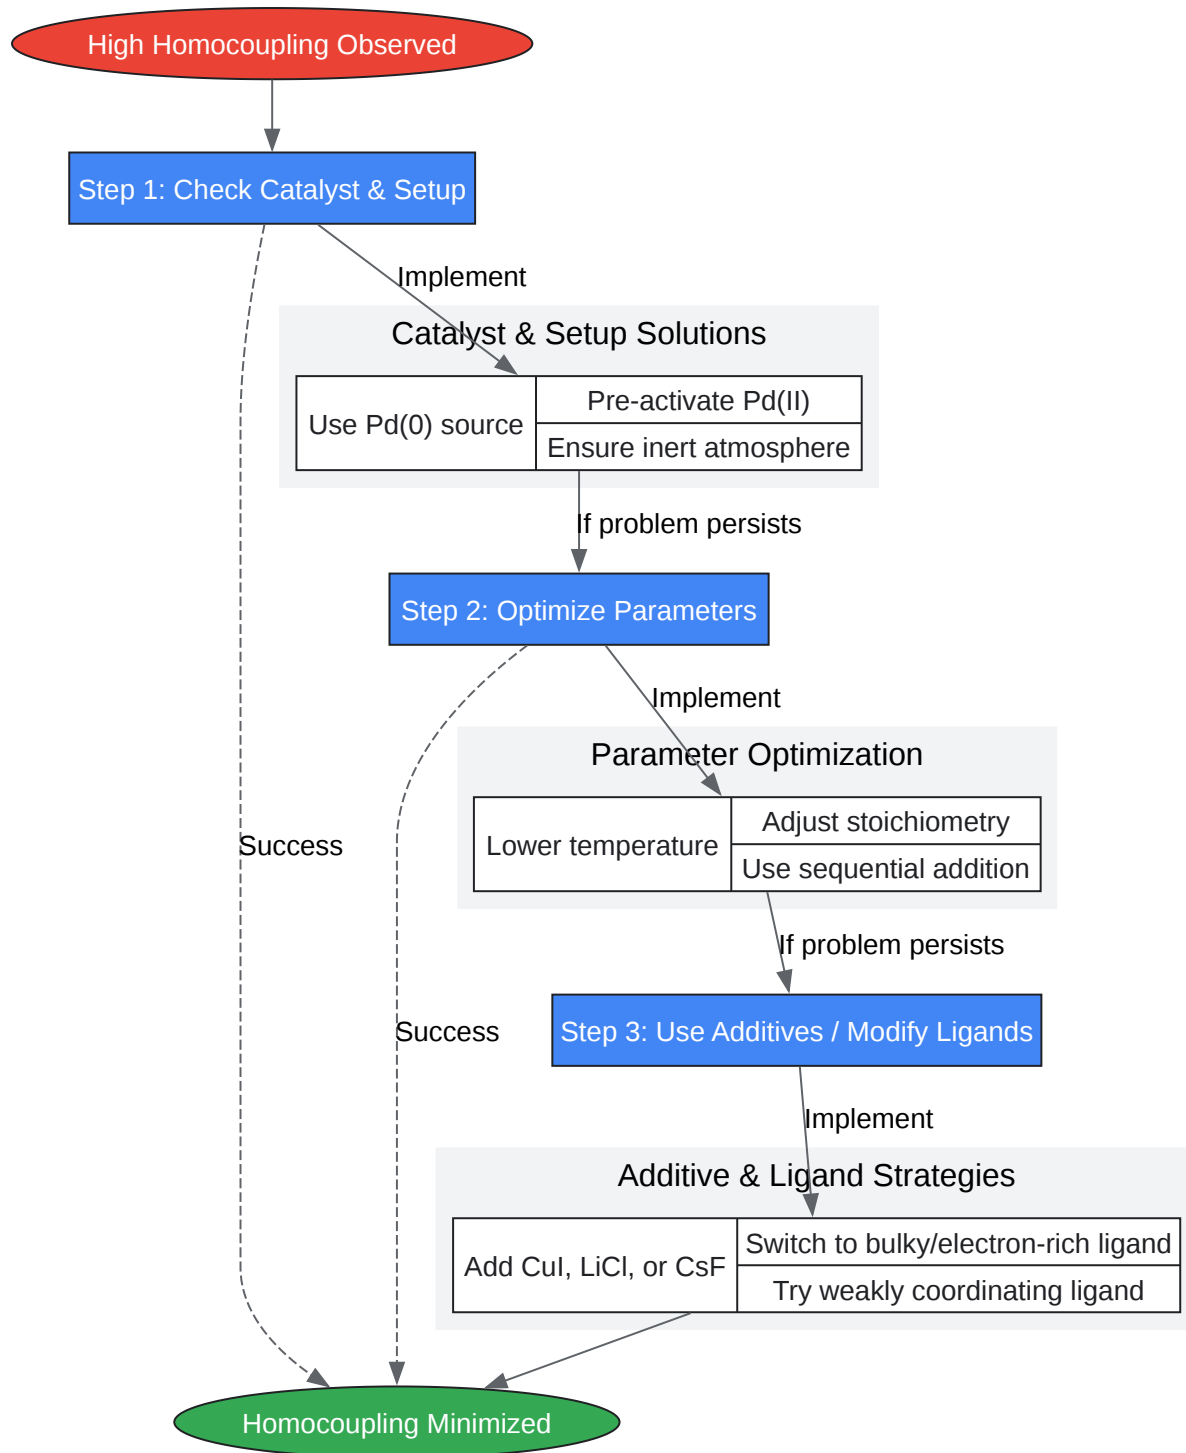 High Homocoupling Observed
Step 1: Check Catalyst & Setup
Implement
Catalyst & Setup Solutions
Use Pd(0) source
Pre-activate Pd(II)
Ensure inert atmosphere
If problem persists
Step 2: Optimize Parameters
Implement
Parameter Optimization
Lower temperature
Adjust stoichiometry
Use sequential addition
Success
If problem persists
Step 3: Use Additives / Modify Ligands
Success
Implement
Additive & Ligand Strategies
Add CuI, LiCl, or CsF
Switch to bulky/electron-rich ligand
Try weakly coordinating ligand
Homocoupling Minimized